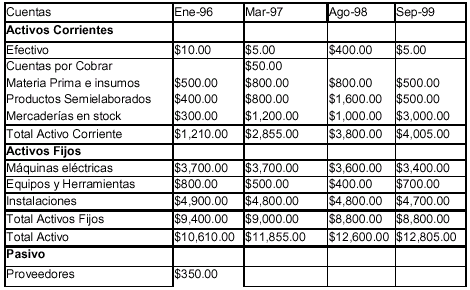 Cuentas Ene-96 Mar-97 Ago-98 Sep-99
Activos Corrientes
Efectivo $10.00 $5.00 $400.00 $5.00
Cuentas por Cobrar $50.00
Materia Prima e insumos $500.00 $800.00 $800.00 $500.00
Productos Semielaborados $400.00 $800.00 $1,600.00 $500.00
Mercaderías en stock $300.00 $1,200.00 $1,000.00 $3,000.00
Total Activo Corriente $1,210.00 $2,855.00 $3,800.00 $4,005.00
Activos Fijos
Máquinas eléctricas $3,700.00 $3,700.00 $3,600.00 $3,400.00
Equipos y Herramientas $800.00 $500.00 $400.00 $700.00
Instalaciones $4,900.00 $4,800.00 $4,800.00 $4,700.00
Total Activos Fijos $9,400.00 $9,000.00 $8,800.00 $8,800.00
Total Activo $10,610.00 $11,855.00 $12,600.00 $12,805.00
Pasivo
Proveedores $350.00